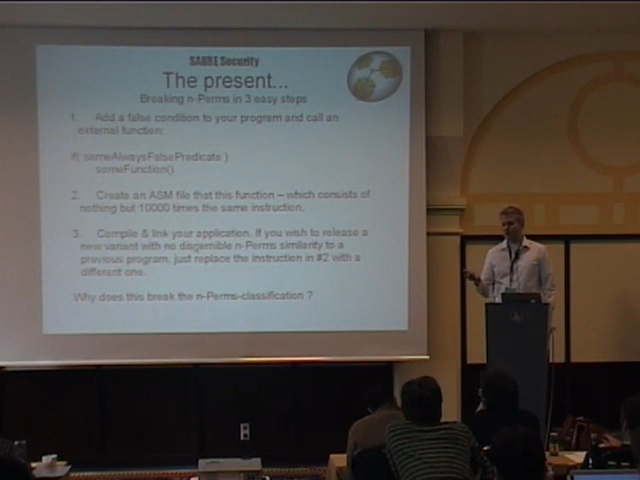 SABRE Security
The present...
Breaking n-Perms in 3 easy steps
1. Add a false condition to your program and call an
external function:
if( someAlwaysFalsePredicate )
someFunction()
2. Create an ASM file that this function – which consists of
nothing but 10000 times the same instruction.
3. Compile & link your application. If you wish to release a
new variant with no disgernible n-Perms similarity to a
previous program, just replace the instruction in #2 with a
different one.
Why does this break the n-Perms-classification ?